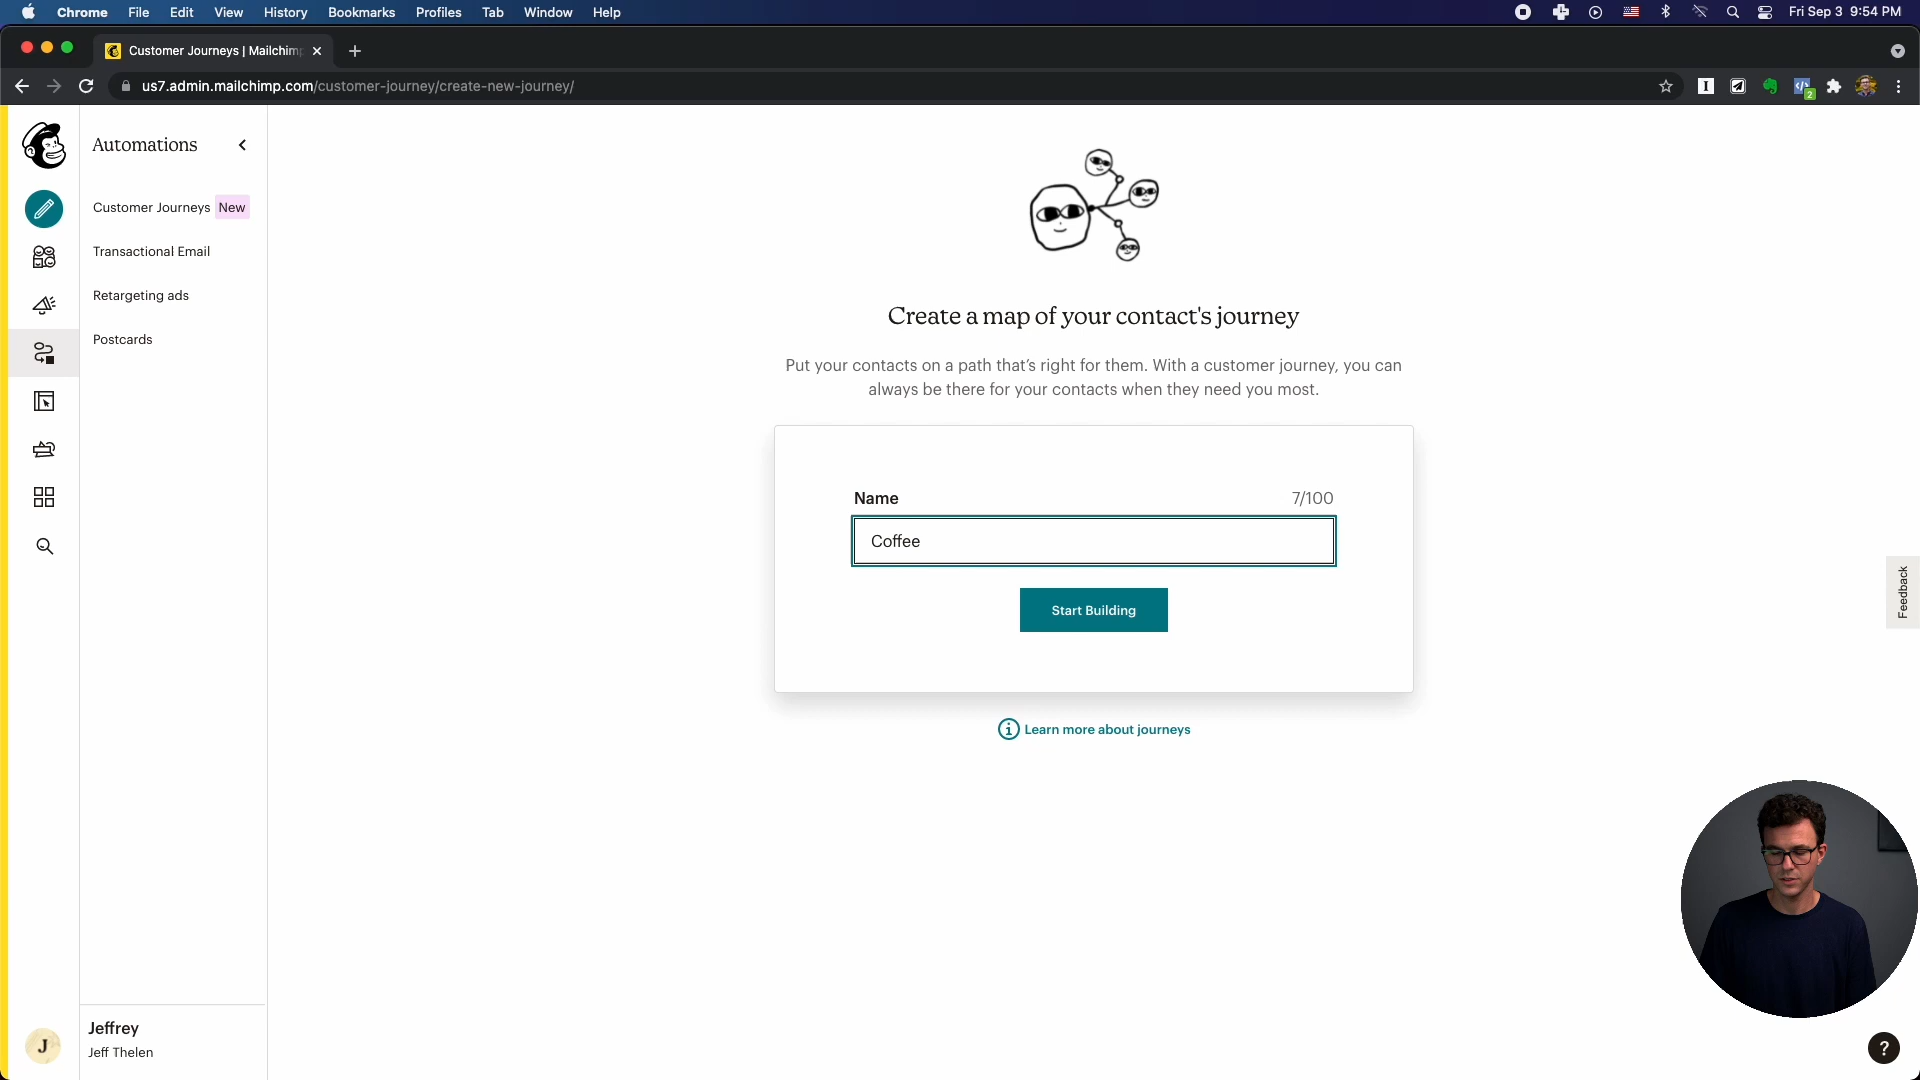 Chrome File Edit View History Bookmarks Profiles Tab Window Help
Fri Sep 3 9:54 PM
Customer Journeys | Mailchimp
us7.admin.mailchimp.com/customer-journey/create-new-journey/
2
Automations
Customer Journeys New
Transactional Email
Retargeting ads
Postcards
Create a map of your contact's journey
Put your contacts on a path that's right for them. With a customer journey, you can
always be there for your contacts when they need you most.
Name 7/100
Coffee
Start Building
Learn more about journeys
Feedback
J
Jeffrey
Jeff Thelen
?